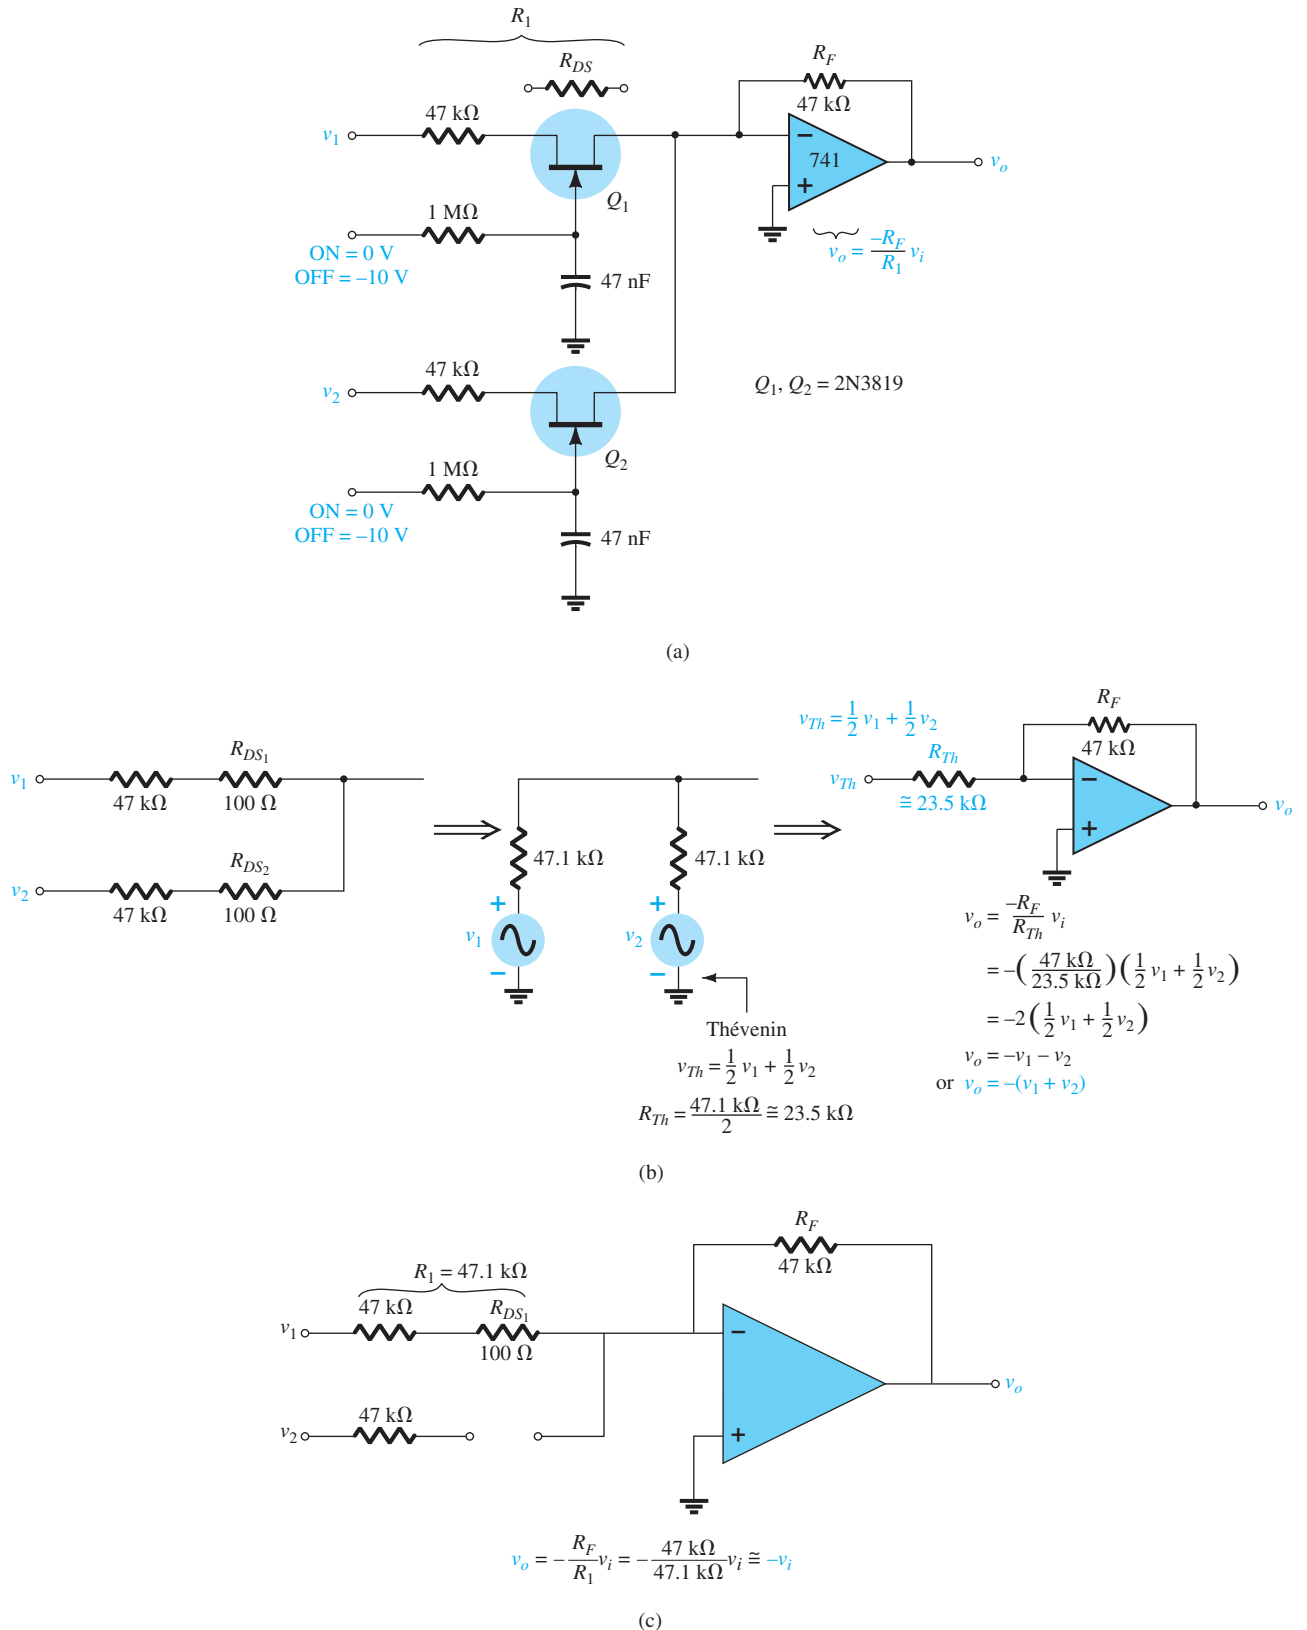 R1
RDS
47 kΩ
v1
Q1
1 MΩ
ON = 0 V
OFF = –10 V
47 nF
RF
47 kΩ
–
741
+
vo
vo = –RF/R1 vi
47 kΩ
v2
Q1, Q2 = 2N3819
Q2
1 MΩ
ON = 0 V
OFF = –10 V
47 nF
(a)
v1
47 kΩ
RDS1
100 Ω
v2
47 kΩ
RDS2
100 Ω
47.1 kΩ
+
v1
–
47.1 kΩ
+
v2
–
Thévenin
vTh = 1/2 v1 + 1/2 v2
RTh = 47.1 kΩ/2 ≅ 23.5 kΩ
vTh = 1/2 v1 + 1/2 v2
RTh
vTh
≅ 23.5 kΩ
RF
47 kΩ
–
+
vo
vo = –RF/RTh vi
= –(47 kΩ/23.5 kΩ)(1/2 v1 + 1/2 v2)
= –2(1/2 v1 + 1/2 v2)
vo = –v1 – v2
or vo = –(v1 + v2)
(b)
RF
47 kΩ
R1 = 47.1 kΩ
47 kΩ
RDS1
v1
100 Ω
–
vo
47 kΩ
v2
+
vo = – RF/R1 vi = – 47 kΩ/47.1 kΩ vi ≅ –vi
(c)